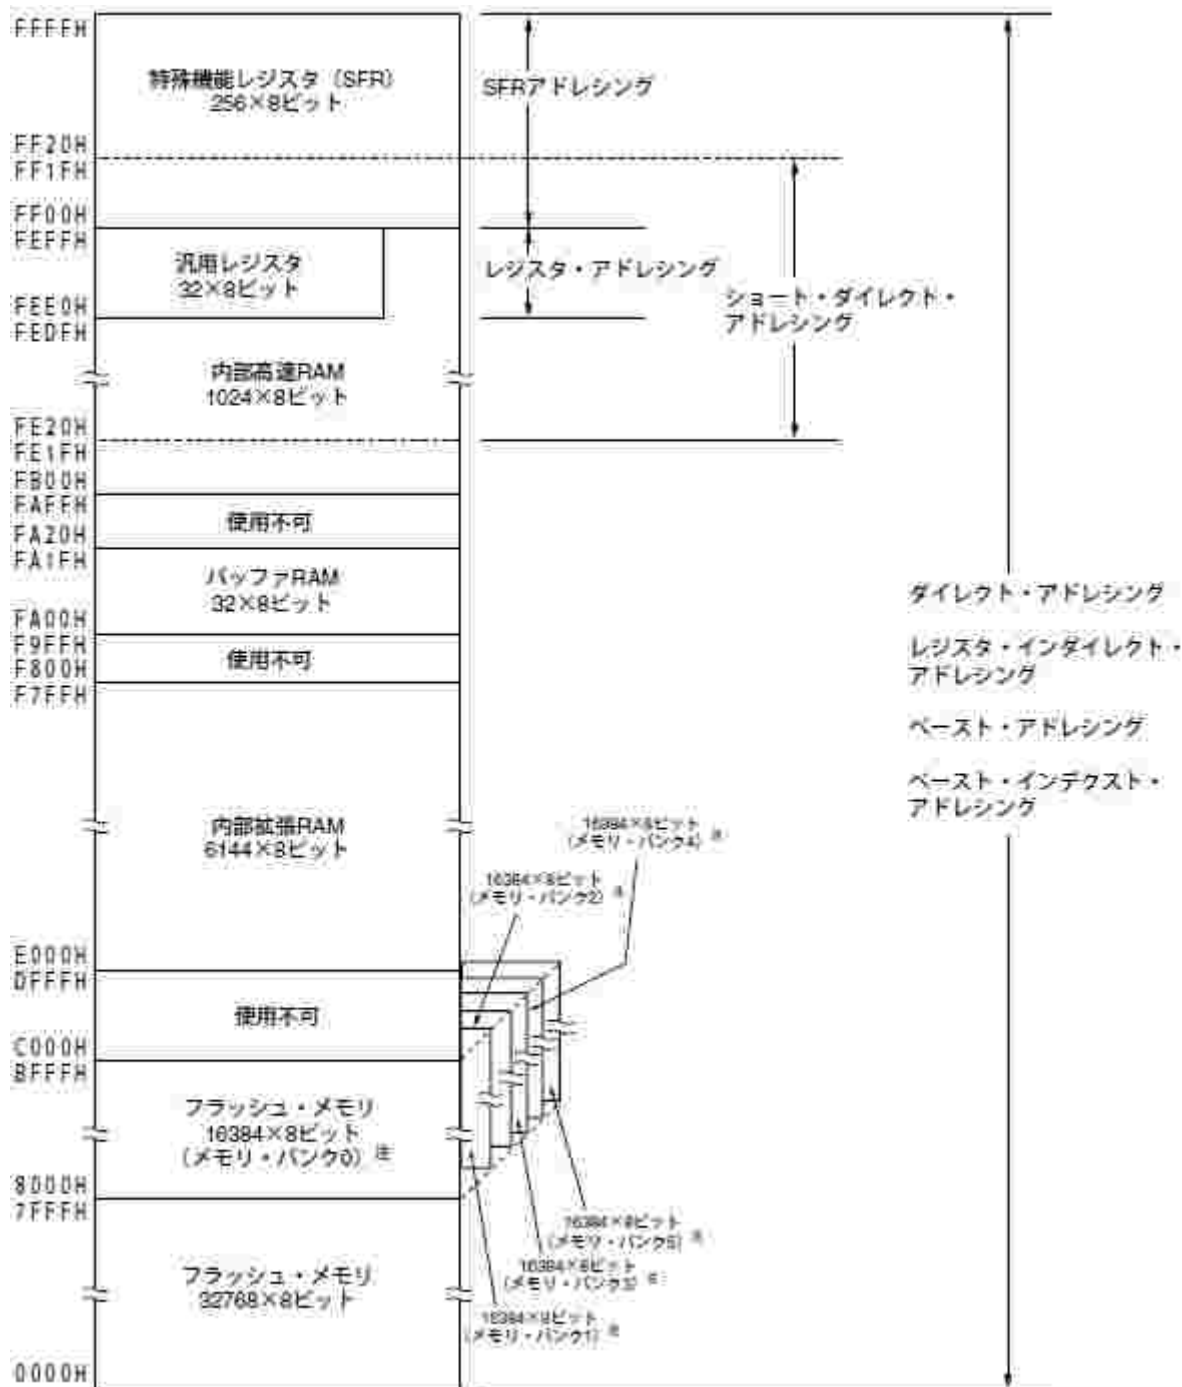 FFFFH
特殊機能レジスタ（SFR）
256×8ビット
SFRアドレシング
FF20H
FF1FH
FF00H
FEFFH
汎用レジスタ
32×8ビット
レジスタ・アドレシング
ショート・ダイレクト・
アドレシング
FEE0H
FEDFH
内部高速RAM
1024×8ビット
FE20H
FE1FH
FB00H
FAFFH
使用不可
FA20H
FA1FH
バッファRAM
32×8ビット
FA00H
F9FFH
使用不可
F800H
F7FFH
ダイレクト・アドレシング
レジスタ・インダイレクト・
アドレシング
ベースト・アドレシング
ベースト・インデクスト・
アドレシング
内部拡張RAM
6144×8ビット
16384×8ビット
（メモリ・バンク4）注
16384×8ビット
（メモリ・バンク2）注
E000H
DFFFH
使用不可
C000H
BFFFH
フラッシュ・メモリ
16384×8ビット
（メモリ・バンク0）注
8000H
7FFFH
16384×8ビット
（メモリ・バンク5）注
16384×8ビット
（メモリ・バンク3）注
16384×8ビット
（メモリ・バンク1）注
フラッシュ・メモリ
32768×8ビット
0000H